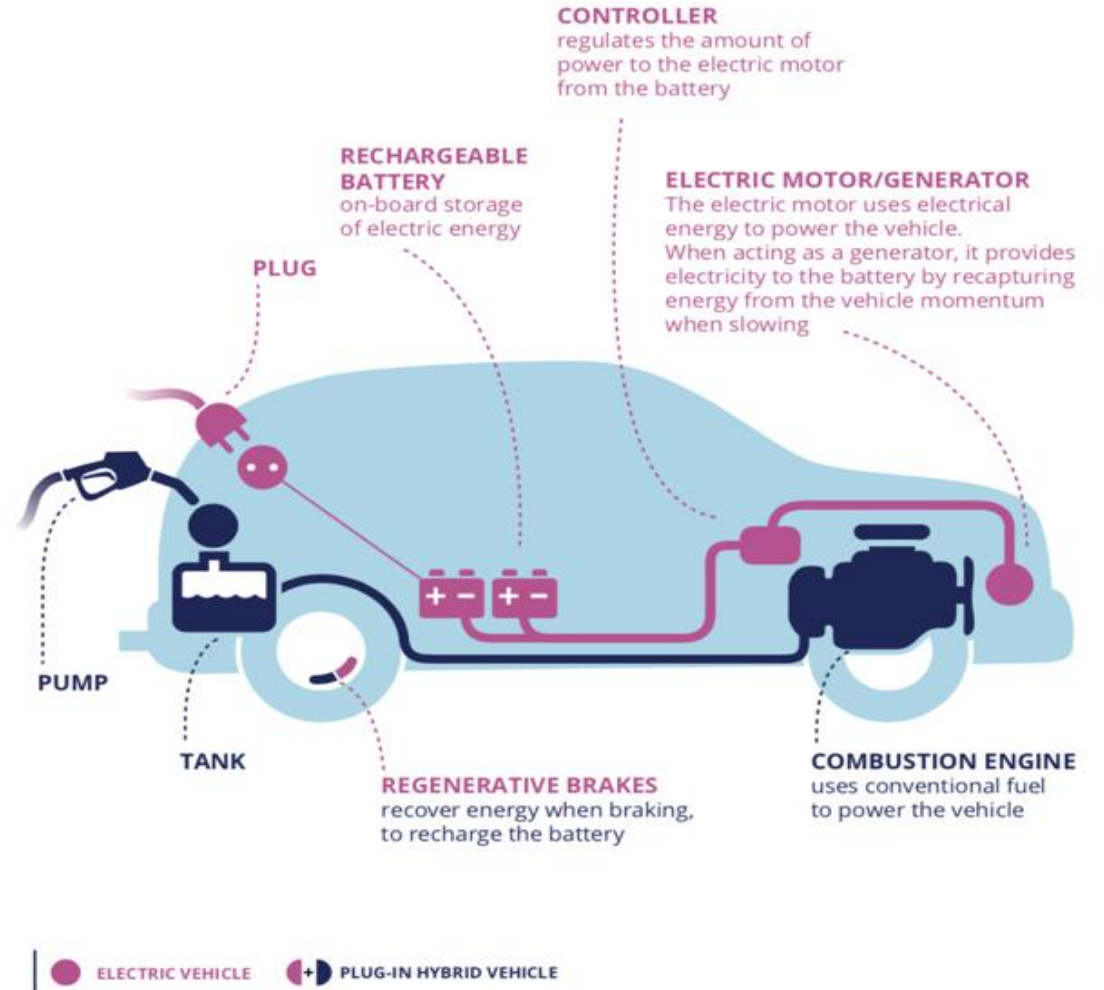 CONTROLLER
regulates the amount of
power to the electric motor
from the battery
RECHARGEABLE
BATTERY
on-board storage
of electric energy
ELECTRIC MOTOR/GENERATOR
The electric motor uses electrical
energy to power the vehicle.
When acting as a generator, it provides
electricity to the battery by recapturing
energy from the vehicle momentum
when slowing
PLUG
+ − + −
PUMP
TANK
REGENERATIVE BRAKES
recover energy when braking,
to recharge the battery
COMBUSTION ENGINE
uses conventional fuel
to power the vehicle
ELECTRIC VEHICLE
+ PLUG-IN HYBRID VEHICLE